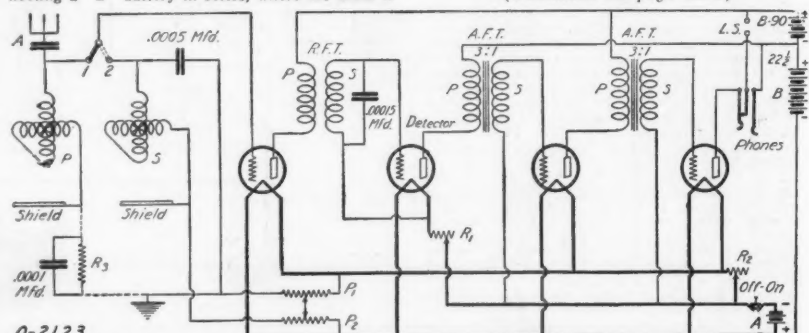 A
.0005 Mfd.
1
2
P
S
Shield
Shield
.0001
Mfd.
R3
R.F.T.
P
S
.00015
Mfd.
Detector
A.F.T.
3:1
P
S
A.F.T.
3:1
P
S
L.S.
B-90
22½
B
Phones
R1
R2
Off-On
A
P1
P2
Q-2123